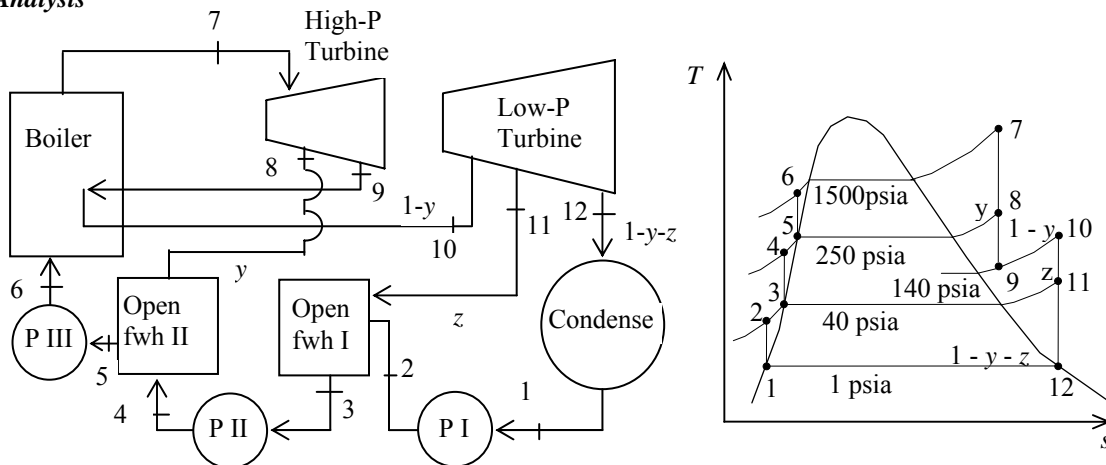 Analysis
7
High-P
Turbine
Boiler
Low-P
Turbine
8
9
1-y
10
11
12
1-y-z
y
z
6
Open
fwh II
P III
5
4
P II
Open
fwh I
3
2
P I
1
Condense
T
7
6
1500psia
y
8
5
250 psia
1 - y
10
4
140 psia
9
z
11
3
40 psia
2
1 - y - z
1
1 psia
12
s